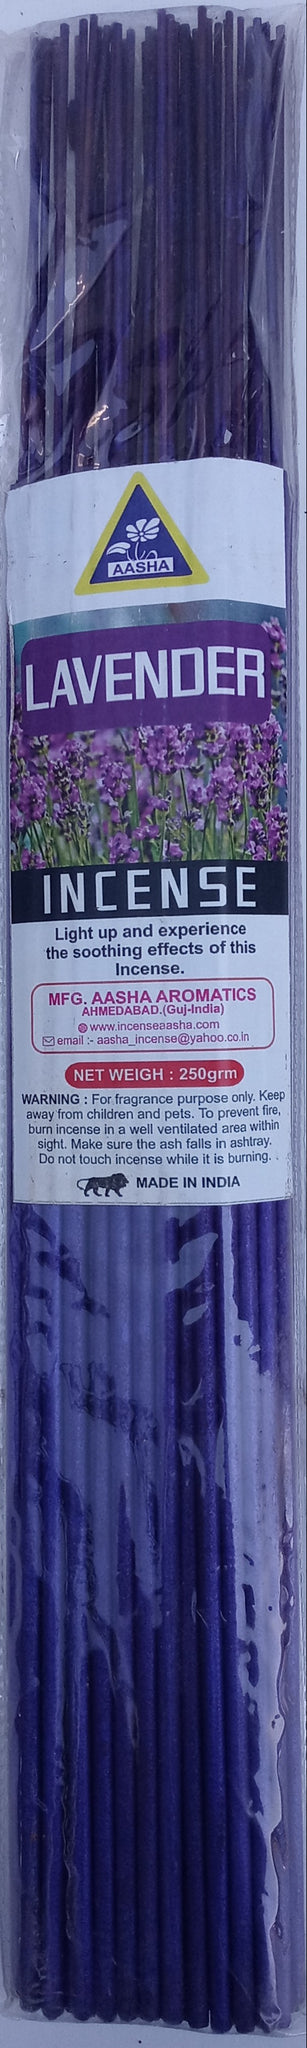 AASHA
LAVENDER
INCENSE
Light up and experience
the soothing effects of this
Incense.
MFG. AASHA AROMATICS
AHMEDABAD.(Guj-India)
www.incenseaasha.com
email :- aasha_incense@yahoo.co.in
NET WEIGH : 250grm
WARNING : For fragrance purpose only. Keep
away from children and pets. To prevent fire,
burn incense in a well ventilated area within
sight. Make sure the ash falls in ashtray.
Do not touch incense while it is burning.
MADE IN INDIA